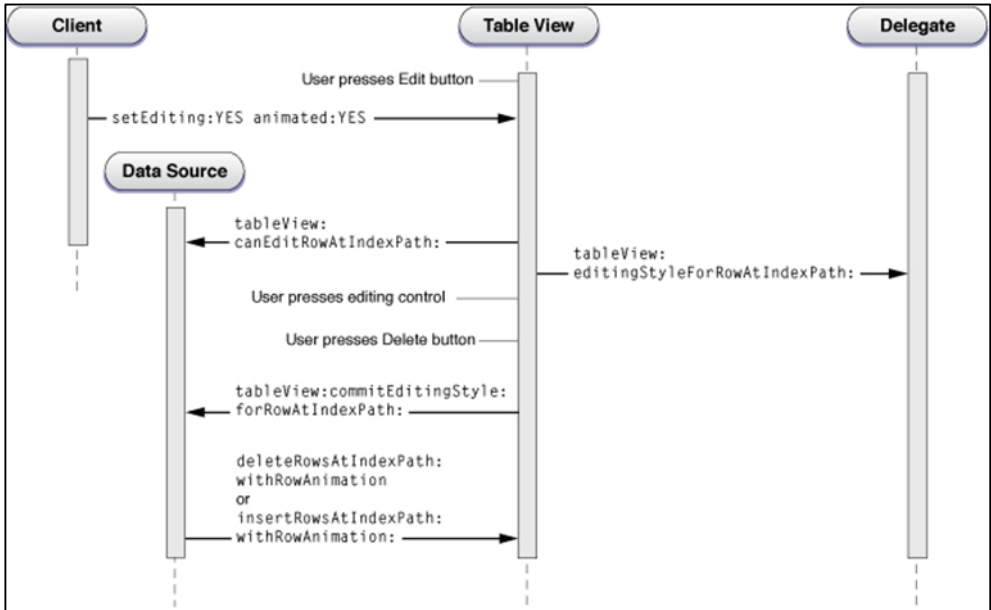 Client
Table View
Delegate
User presses Edit button
setEditing:YES animated:YES
Data Source
tableView:
canEditRowAtIndexPath:
tableView:
editingStyleForRowAtIndexPath:
User presses editing control
User presses Delete button
tableView:commitEditingStyle:
forRowAtIndexPath:
deleteRowsAtIndexPath:
withRowAnimation
or
insertRowsAtIndexPath:
withRowAnimation: